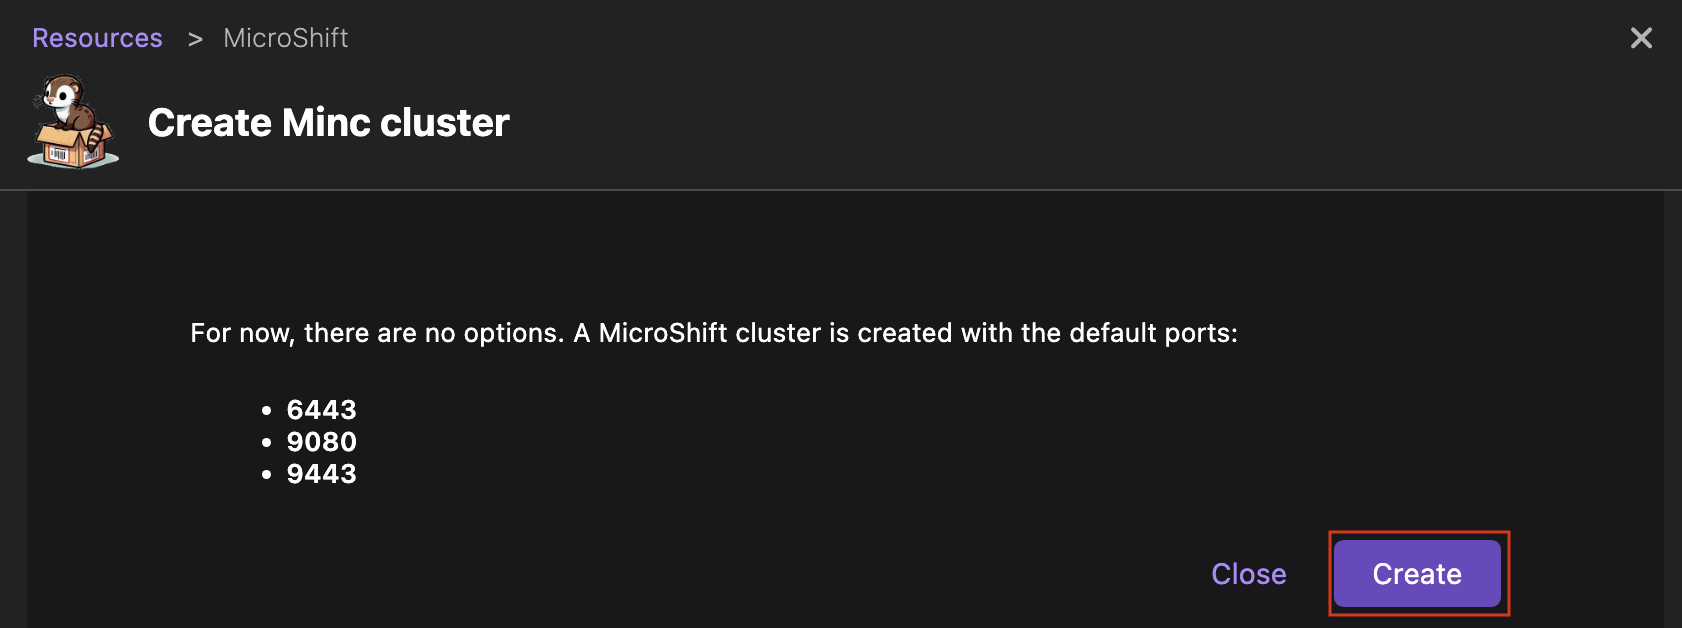 Resources > MicroShift
Create Minc cluster
For now, there are no options. A MicroShift cluster is created with the default ports:
• 6443
• 9080
• 9443
Close Create